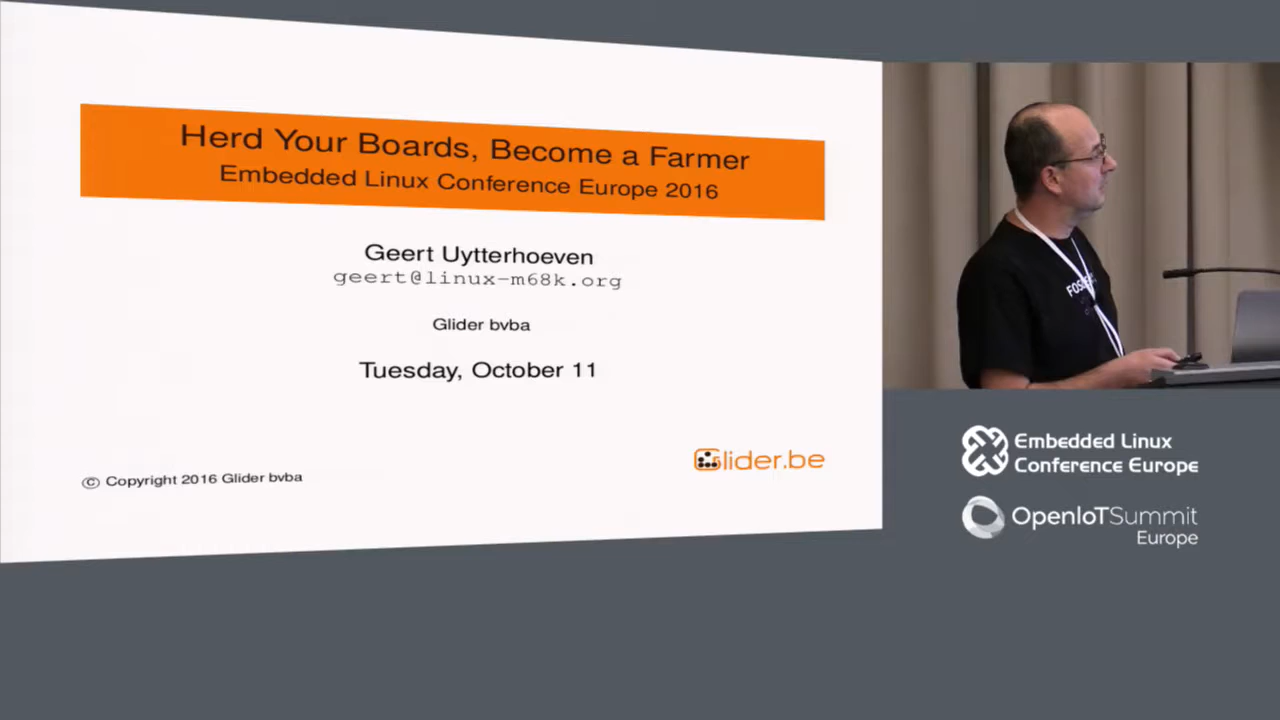 Herd Your Boards, Become a Farmer
Embedded Linux Conference Europe 2016
Geert Uytterhoeven
geert@linux-m68k.org
Glider bvba
Tuesday, October 11
© Copyright 2016 Glider bvba
Glider.be
Embedded Linux
Conference Europe
OpenIoTSummit
Europe